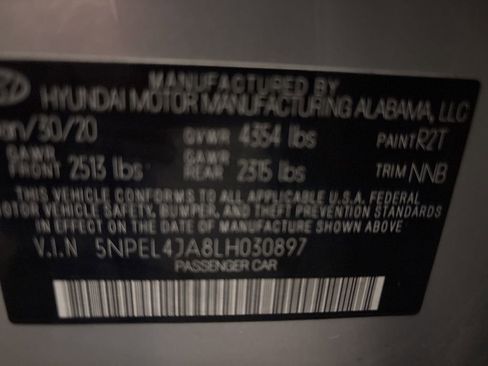 MANUFACTURED BY
HYUNDAI MOTOR MANUFACTURING ALABAMA, LLC
/30/20 GVWR 4354 lbs PAINT R2T
GAWR FRONT 2513 lbs GAWR REAR 2315 lbs TRIM NNB
THIS VEHICLE CONFORMS TO ALL APPLICABLE U.S.A. FEDERAL
MOTOR VEHICLE SAFETY, BUMPER, AND THEFT PREVENTION
IN EFFECT ON THE DATE OF MANUFACTURE SHOWN ABOVE.
V.I.N 5NPEL4JA8LH030897
PASSENGER CAR